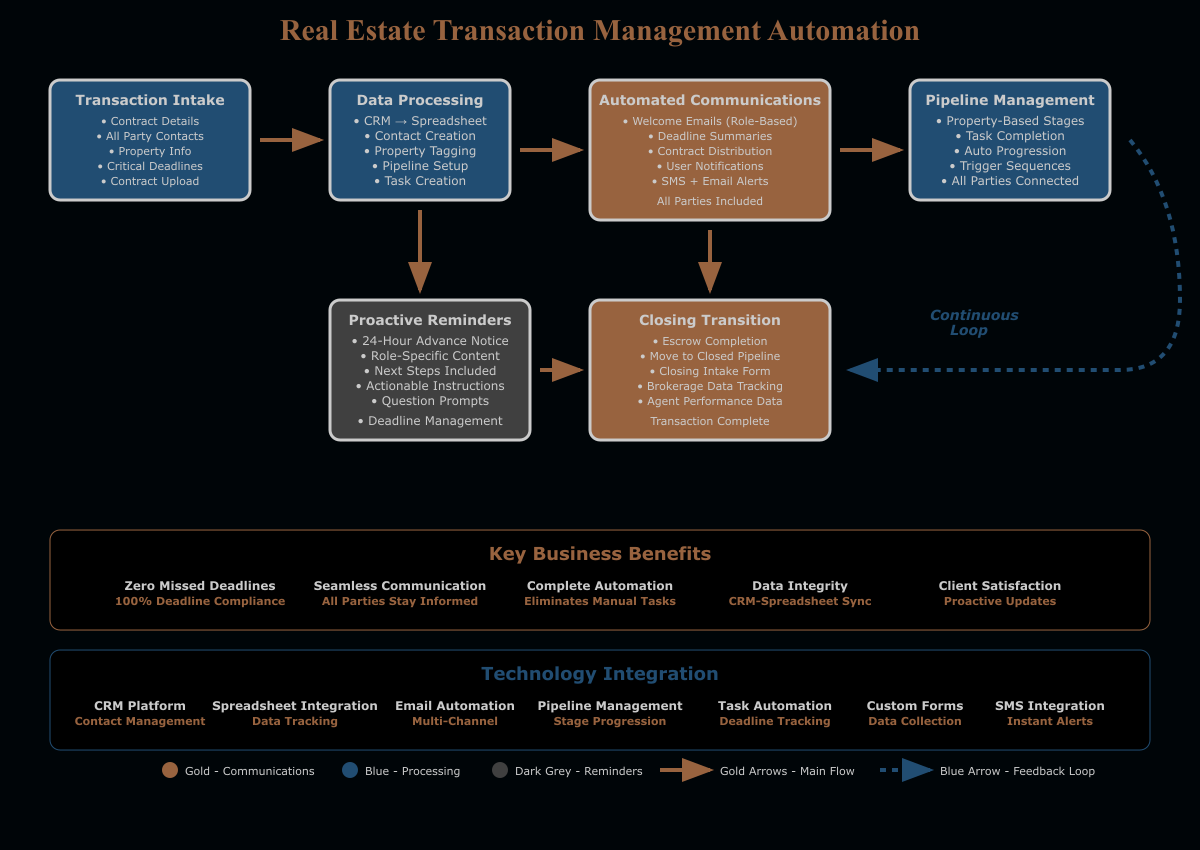 Real Estate Transaction Management Automation
Transaction Intake
• Contract Details
• All Party Contacts
• Property Info
• Critical Deadlines
• Contract Upload
Data Processing
• CRM → Spreadsheet
• Contact Creation
• Property Tagging
• Pipeline Setup
• Task Creation
Automated Communications
• Welcome Emails (Role-Based)
• Deadline Summaries
• Contract Distribution
• User Notifications
• SMS + Email Alerts
All Parties Included
Pipeline Management
• Property-Based Stages
• Task Completion
• Auto Progression
• Trigger Sequences
• All Parties Connected
Proactive Reminders
• 24-Hour Advance Notice
• Role-Specific Content
• Next Steps Included
• Actionable Instructions
• Question Prompts
• Deadline Management
Closing Transition
• Escrow Completion
• Move to Closed Pipeline
• Closing Intake Form
• Brokerage Data Tracking
• Agent Performance Data
Transaction Complete
Continuous
Loop
Key Business Benefits
Zero Missed Deadlines
100% Deadline Compliance
Seamless Communication
All Parties Stay Informed
Complete Automation
Eliminates Manual Tasks
Data Integrity
CRM-Spreadsheet Sync
Client Satisfaction
Proactive Updates
Technology Integration
CRM Platform
Contact Management
Spreadsheet Integration
Data Tracking
Email Automation
Multi-Channel
Pipeline Management
Stage Progression
Task Automation
Deadline Tracking
Custom Forms
Data Collection
SMS Integration
Instant Alerts
Gold - Communications
Blue - Processing
Dark Grey - Reminders
Gold Arrows - Main Flow
Blue Arrow - Feedback Loop